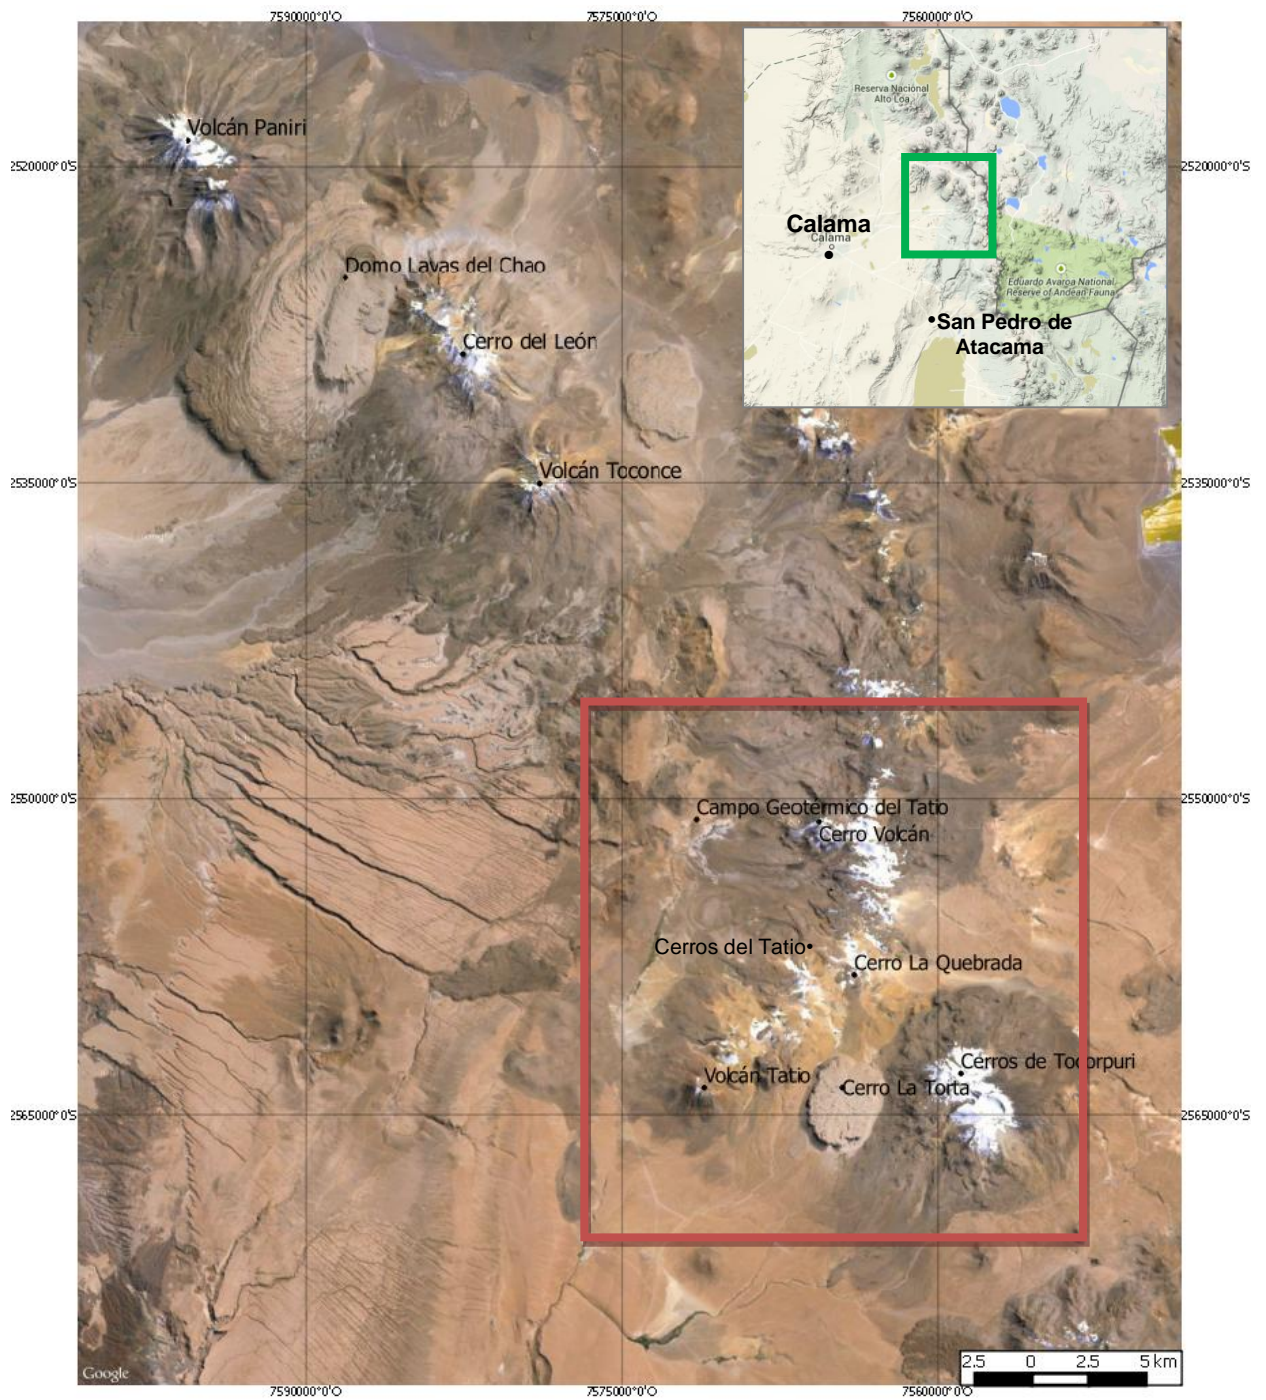 7590000°0'O
7575000°0'O
7560000°0'O
Reserva Nacional
Alto Loa
Volcán Paniri
2520000°0'S
2520000°0'S
Calama
Calama
Domo Lavas del Chao
Eduardo Avaroa National
Reserve of Andean Fauna
San Pedro de
Atacama
Cerro del León
Volcán Toconce
2535000°0'S
2535000°0'S
2550000°0'S
2550000°0'S
Campo Geotérmico del Tatio
Cerro Volcán
Cerros del Tatio
Cerro La Quebrada
Cerros de Tocorpuri
Volcán Tatio
Cerro La Torta
2565000°0'S
2565000°0'S
Google
2.5 0 2.5 5 km
7590000°0'O
7575000°0'O
7560000°0'O